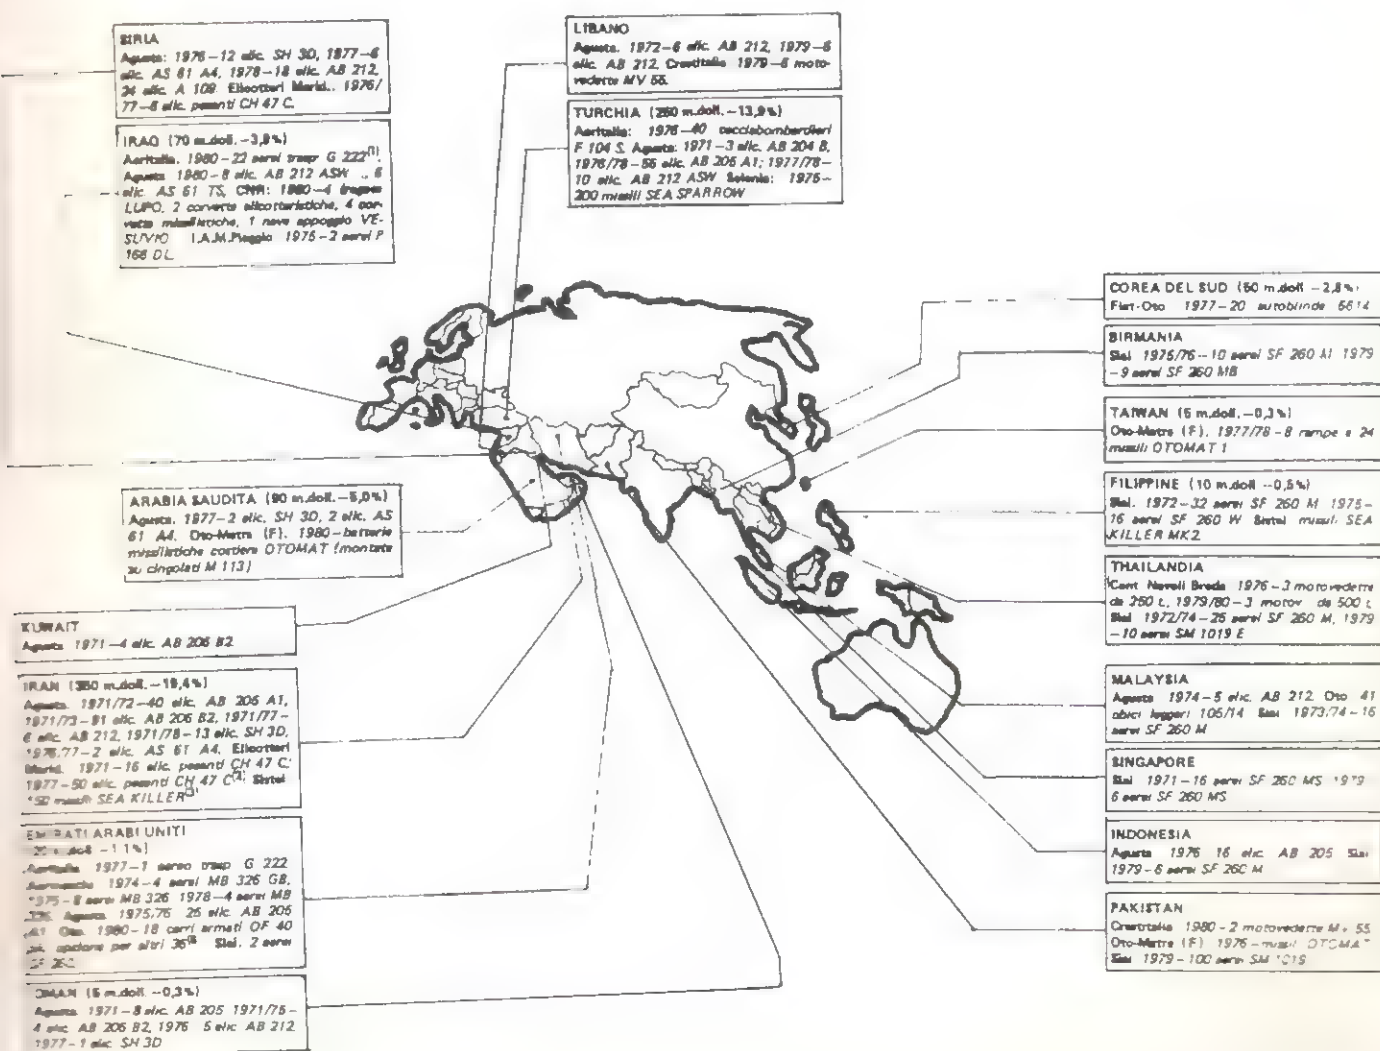 SIRIA
Agusta: 1976–12 elic. SH 3D, 1977–6
elic. AS 61 A4, 1978–18 elic. AB 212,
24 elic. A 109. Elicotteri Merid.. 1976/
77–6 elic. pesanti CH 47 C.
IRAQ (70 m.doll. –3,9%)
Aeritalia. 1980–22 aerei trasp G 222(1).
Agusta 1980–8 elic. AB 212 ASW ., 6
elic. AS 61 TS, CNR: 1980–4 fregate
LUPO, 2 corvette elicotteristiche, 4 cor-
vette missilistiche, 1 nave appoggio VE-
SUVIO I.A.M.Piaggio 1975–2 aerei P
166 DL.
LIBANO
Agusta. 1972–6 elic. AB 212, 1979–6
elic. AB 212, Crestitalia 1979–6 moto-
vedette MV 55.
TURCHIA (250 m.doll. –13,9%)
Aeritalia: 1976–40 cacciabombardieri
F 104 S. Agusta: 1971–3 elic. AB 204 B,
1976/78–56 elic. AB 205 A1; 1977/78–
10 elic. AB 212 ASW Selenia: 1975–
200 missili SEA SPARROW
ARABIA SAUDITA (90 m.doll. –5,0%)
Agusta. 1977–2 elic. SH 3D, 2 elic. AS
61 A4. Oto-Matra (F). 1980–batterie
missilistiche costiere OTOMAT (montate
su cingolati M 113)
KUWAIT
Agusta 1971–4 elic. AB 206 B2
IRAN (350 m.doll. –19,4%)
Agusta. 1971/72–40 elic. AB 205 A1,
1971/73–91 elic. AB 206 B2, 1971/77–
6 elic. AB 212, 1971/78–13 elic. SH 3D,
1976/77–2 elic. AS 61 A4, Elicotteri
Merid. 1971–16 elic. pesanti CH 47 C;
1977–50 elic. pesanti CH 47 C Sistel
missili SEA KILLER
EMIRATI ARABI UNITI
m.doll –1 1%)
Aeritalia 1977–1 aereo trasp G 222
Aermacchi 1974–4 aerei MB 326 GB,
1975–8 aerei MB 326 1978–4 aerei MB
326 Agusta 1975/76 25 elic. AB 205
A1 Oto. 1980–18 carri armati OF 40
opzione per altri 36 Siai. 2 aerei
SF 260
OMAN (5 m.doll. –0,3%)
Agusta. 1971–8 elic. AB 205 1971/75–
4 elic AB 206 B2, 1976 5 elic AB 212
1977–1 elic SH 3D
COREA DEL SUD (50 m.doll –2,8%)
Fiat-Oto 1977–20 autoblinde 6614
BIRMANIA
Siai 1975/76–10 aerei SF 260 M 1979
–9 aerei SF 260 MB
TAIWAN (5 m.doll. –0,3%)
Oto-Matra (F). 1977/78–8 rampe e 24
missili OTOMAT 1
FILIPPINE (10 m.doll –0,5%)
Siai. 1972–32 aerei SF 260 M 1975–
16 aerei SF 260 W Sistel missili SEA
KILLER MK2
THAILANDIA
Cant Navali Breda 1976–3 motovedette
da 250 t., 1979/80–3 motov da 500 t.
Siai 1972/74–25 aerei SF 260 M, 1979
–10 aerei SM 1019 E
MALAYSIA
Agusta 1974–5 elic. AB 212 Oto 41
obici leggeri 105/14 Siai 1973/74–16
aerei SF 260 M
SINGAPORE
Siai 1971–16 aerei SF 260 MS 1979
6 aerei SF 260 MS
INDONESIA
Agusta 1976 16 elic. AB 205 Siai
1979–6 aerei SF 260 M
PAKISTAN
Crestitalia 1980–2 motovedette MV 55
Oto-Matra (F) 1976–missili OTOMAT
Siai 1979–100 aerei SM 1019